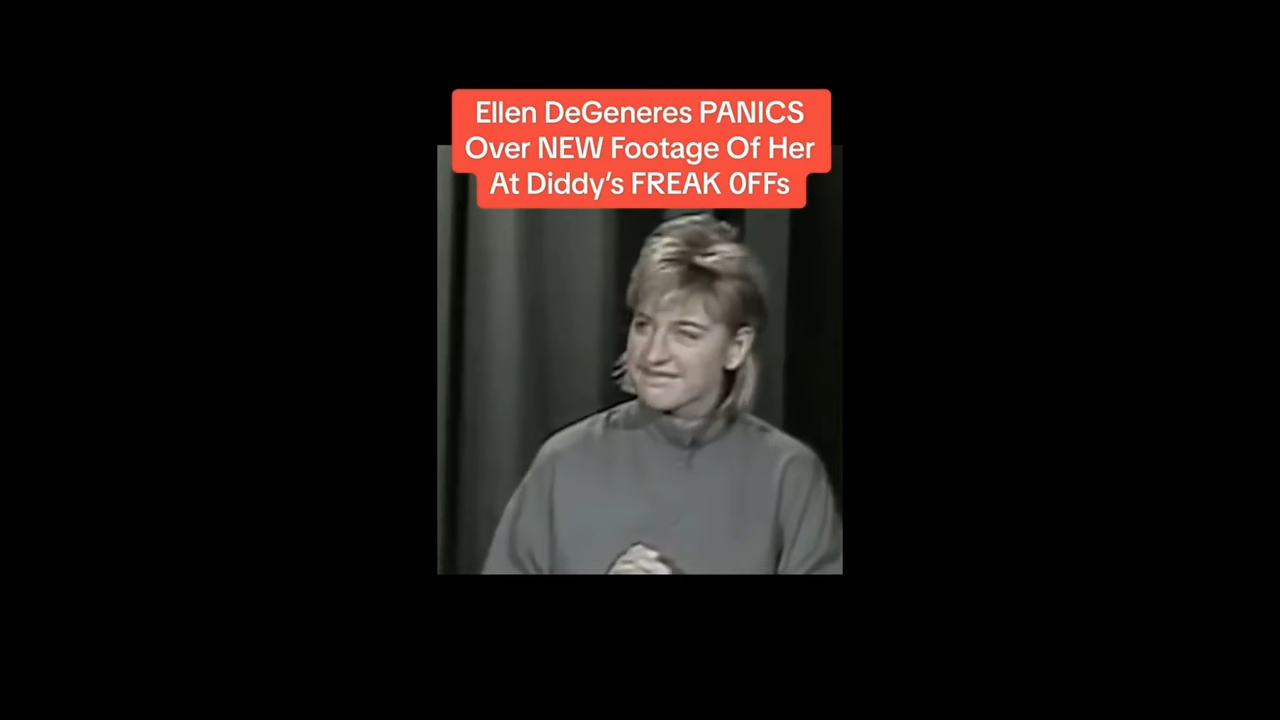 Ellen DeGeneres PANICS
Over NEW Footage Of Her
At Diddy’s FREAK 0FFs